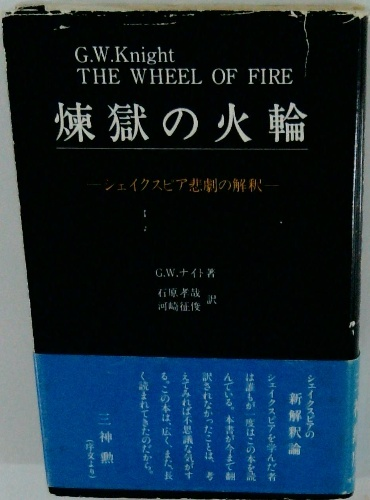 G.W.Knight
THE WHEEL OF FIRE
煉獄の火輪
―シェイクスピア悲劇の解釈―
G.W.ナイト著
石原孝哉
河崎征俊
訳
シェイクスピアの
新解釈論
シェイクスピアを学んだ者
は誰もが一度はこの本を読
んでいる。本書が今まで翻
訳されなかったことは、考
えてみれば不思議な気がす
る。この本は、広く、また、長
く読まれてきたのだから。
三神勲
(序文より)